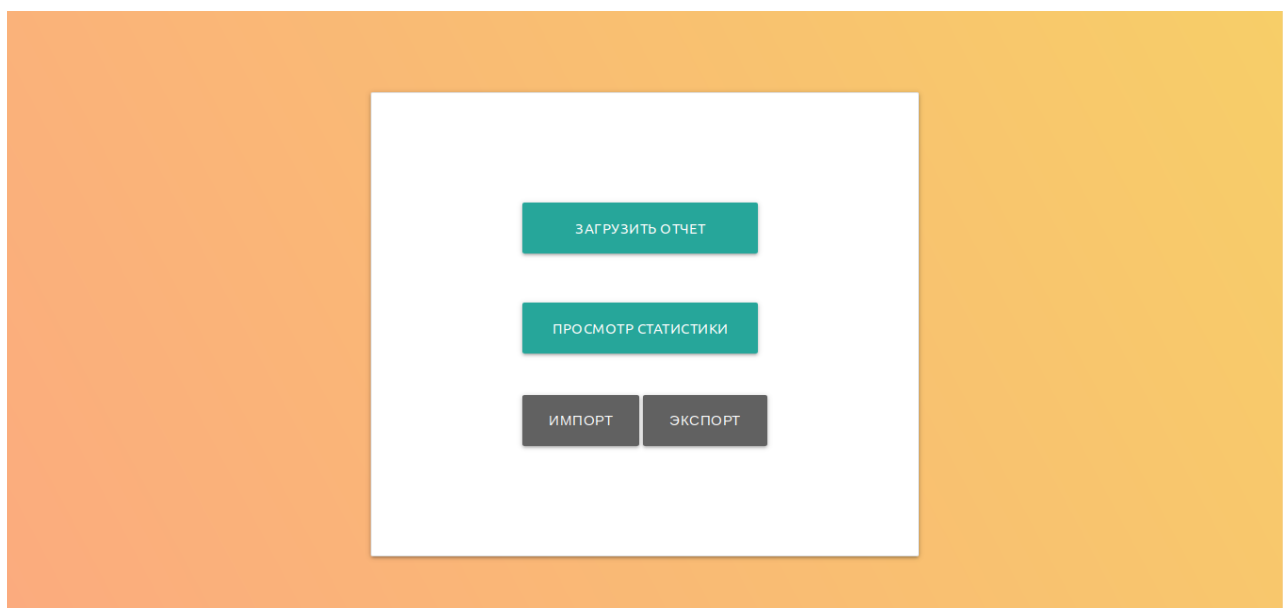 ЗАГРУЗИТЬ ОТЧЕТ
ПРОСМОТР СТАТИСТИКИ
ИМПОРТ ЭКСПОРТ